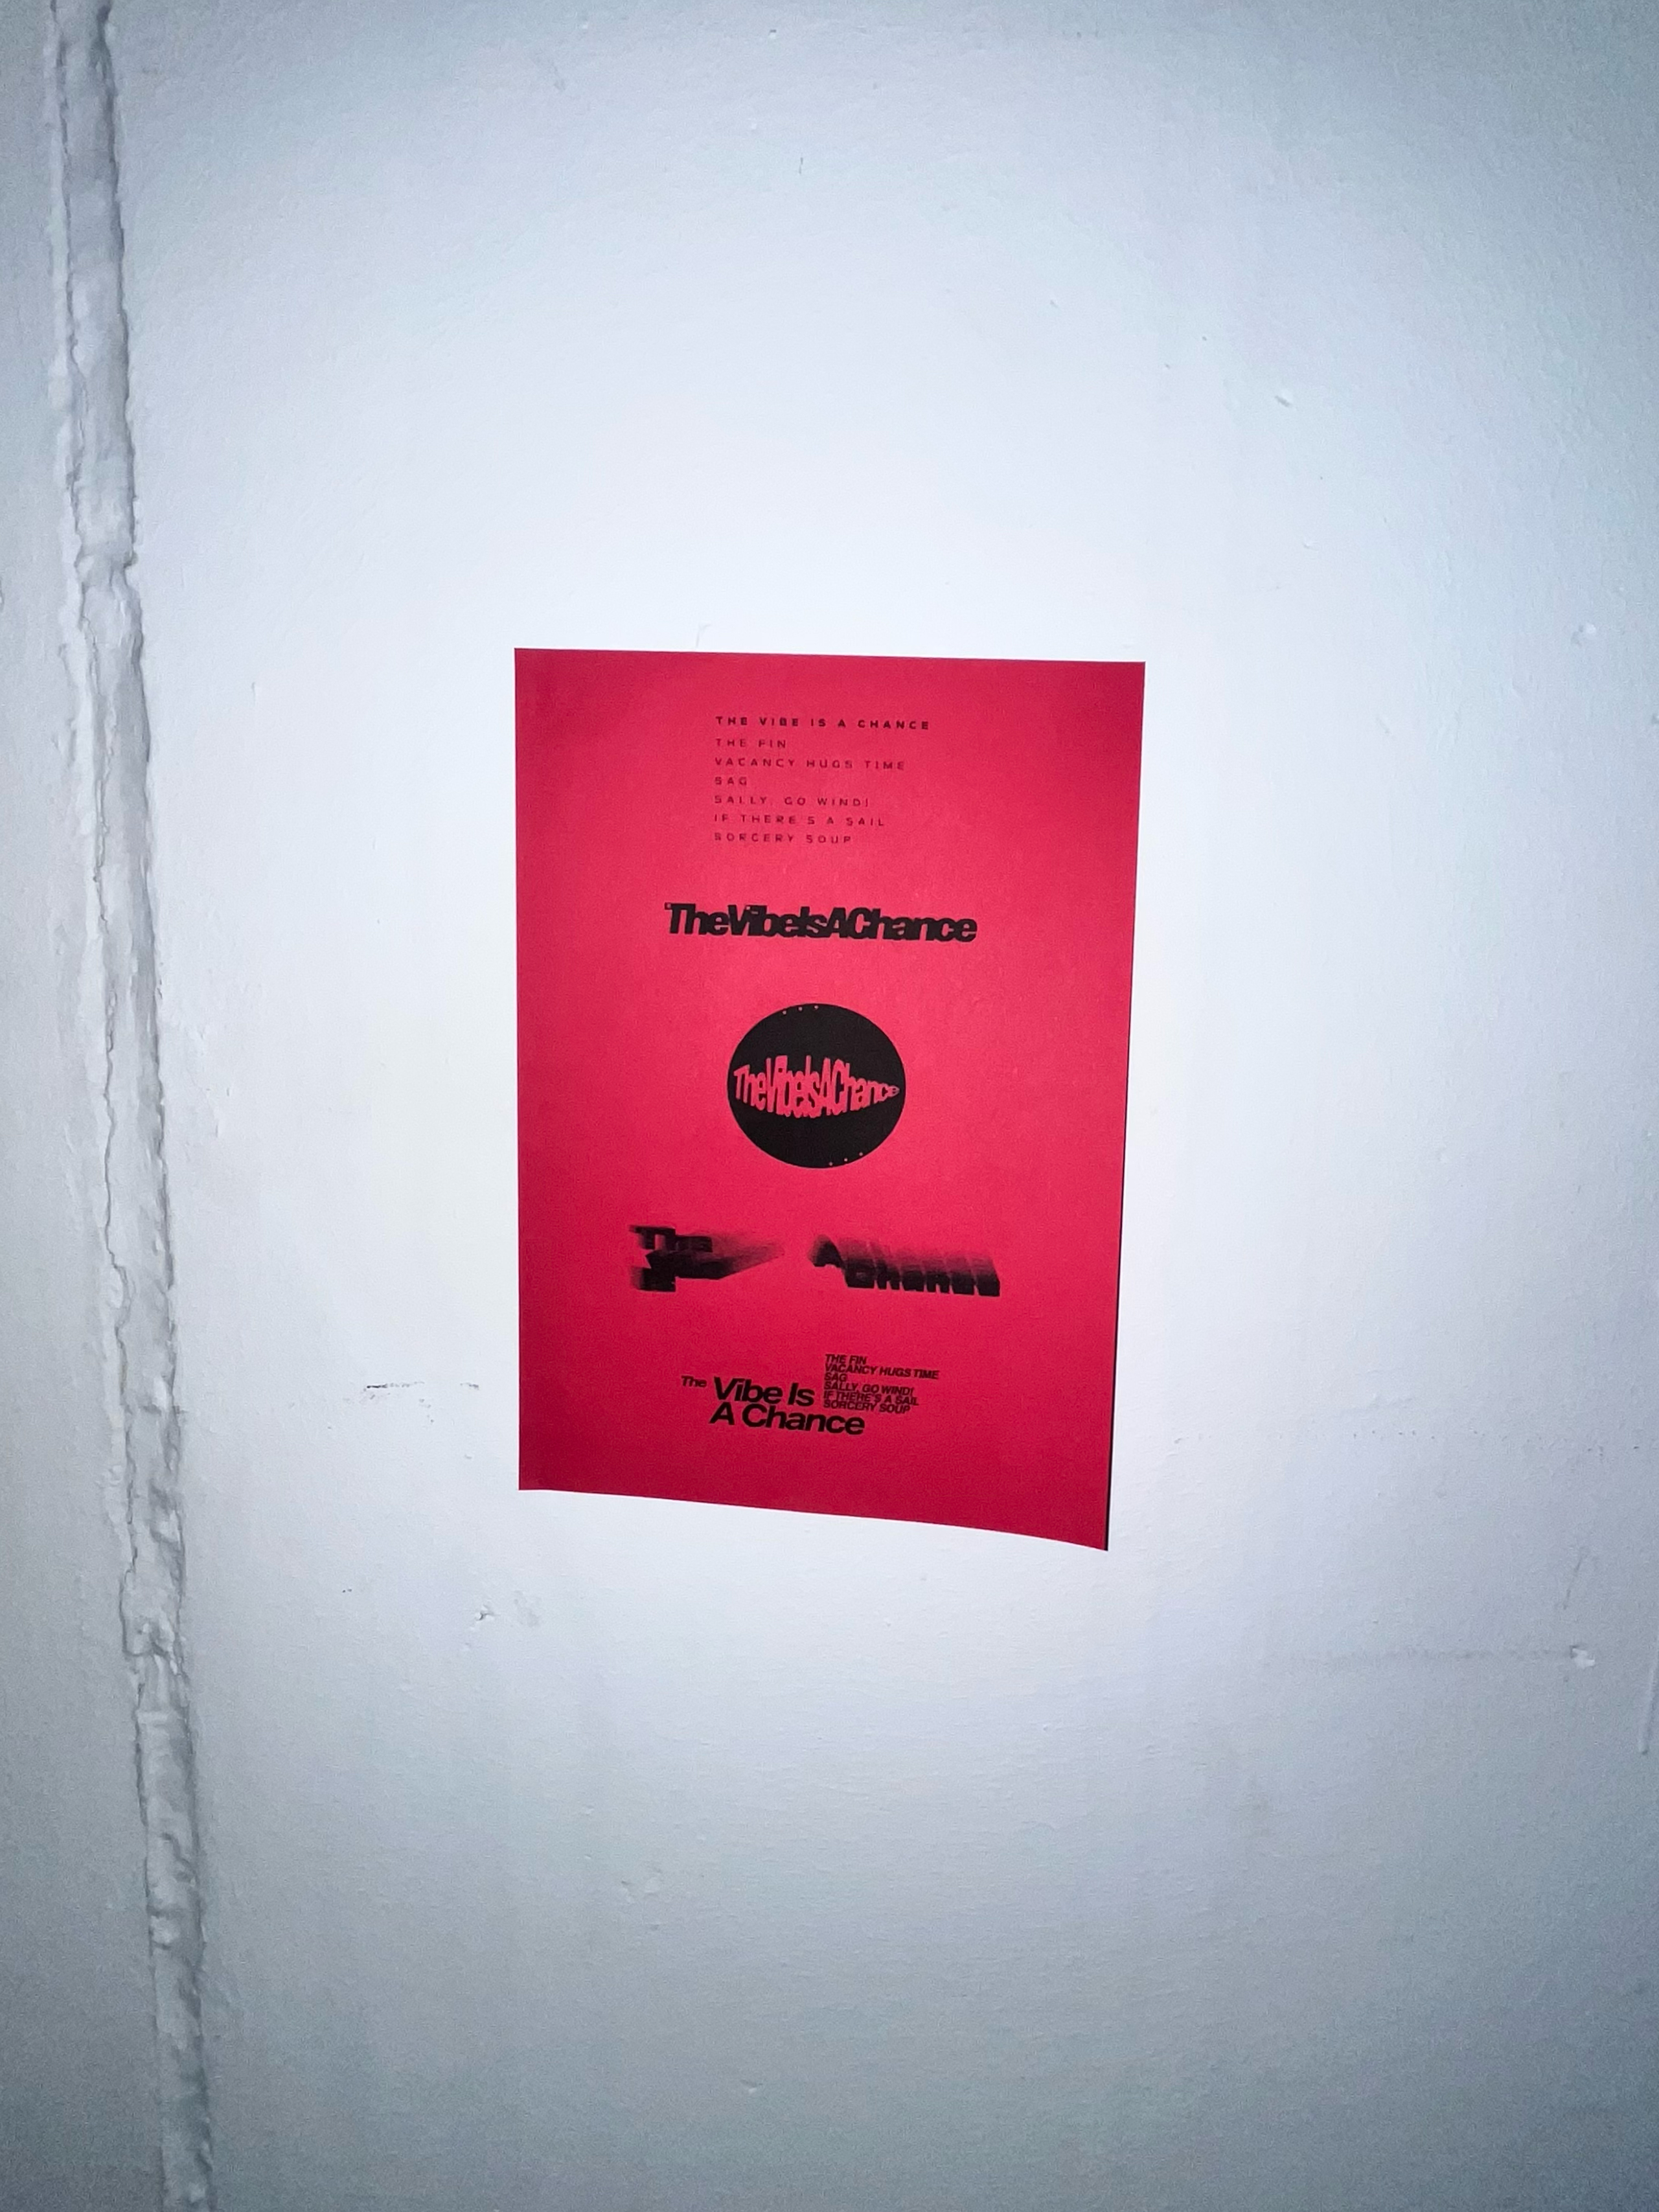 THE VIBE IS A CHANCE
THE FIN
VACANCY HUGS TIME
SAG
SALLY, GO WIND!
IF THERE'S A SAIL
SORCERY SOUP
TheVibeIsAChance
TheVibeIsAChance
The
A
Chance
The Vibe Is
A Chance
THE FIN
VACANCY HUGS TIME
SAG
SALLY, GO WIND!
IF THERE'S A SAIL
SORCERY SOUP